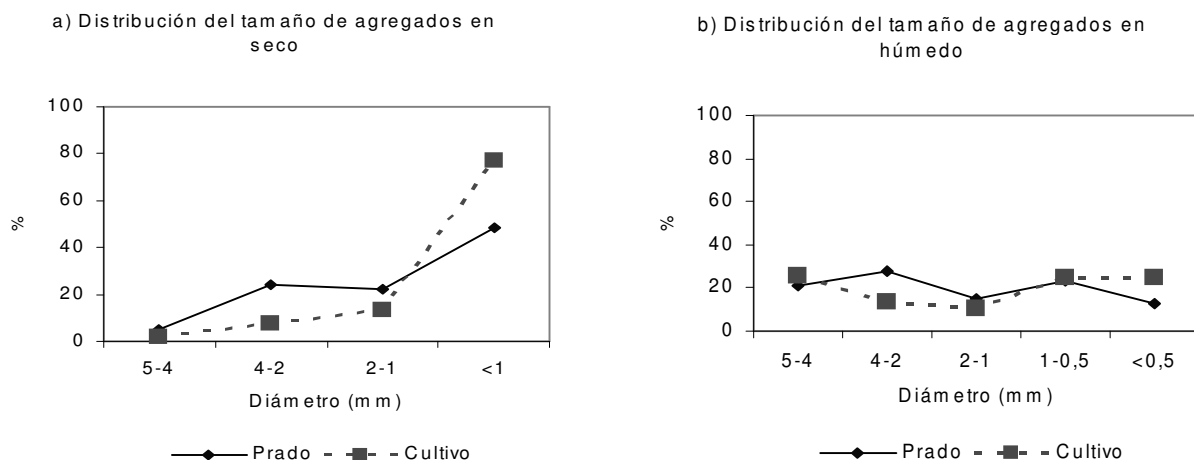 a) Distribución del tamaño de agregados en
seco
100
80
60
40
20
0
%
5-4 4-2 2-1 <1
Diámetro (mm)
Prado Cultivo
b) Distribución del tamaño de agregados en
húmedo
100
80
60
40
20
0
%
5-4 4-2 2-1 1-0,5 <0,5
Diámetro (mm)
Prado Cultivo